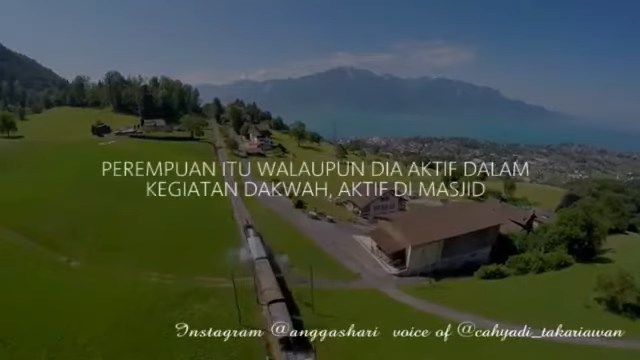 PEREMPUAN ITU WALAUPUN DIA AKTIF DALAM
KEGIATAN DAKWAH, AKTIF DI MASJID
Instagram @anggashari voice of @cahyadi_takariawan